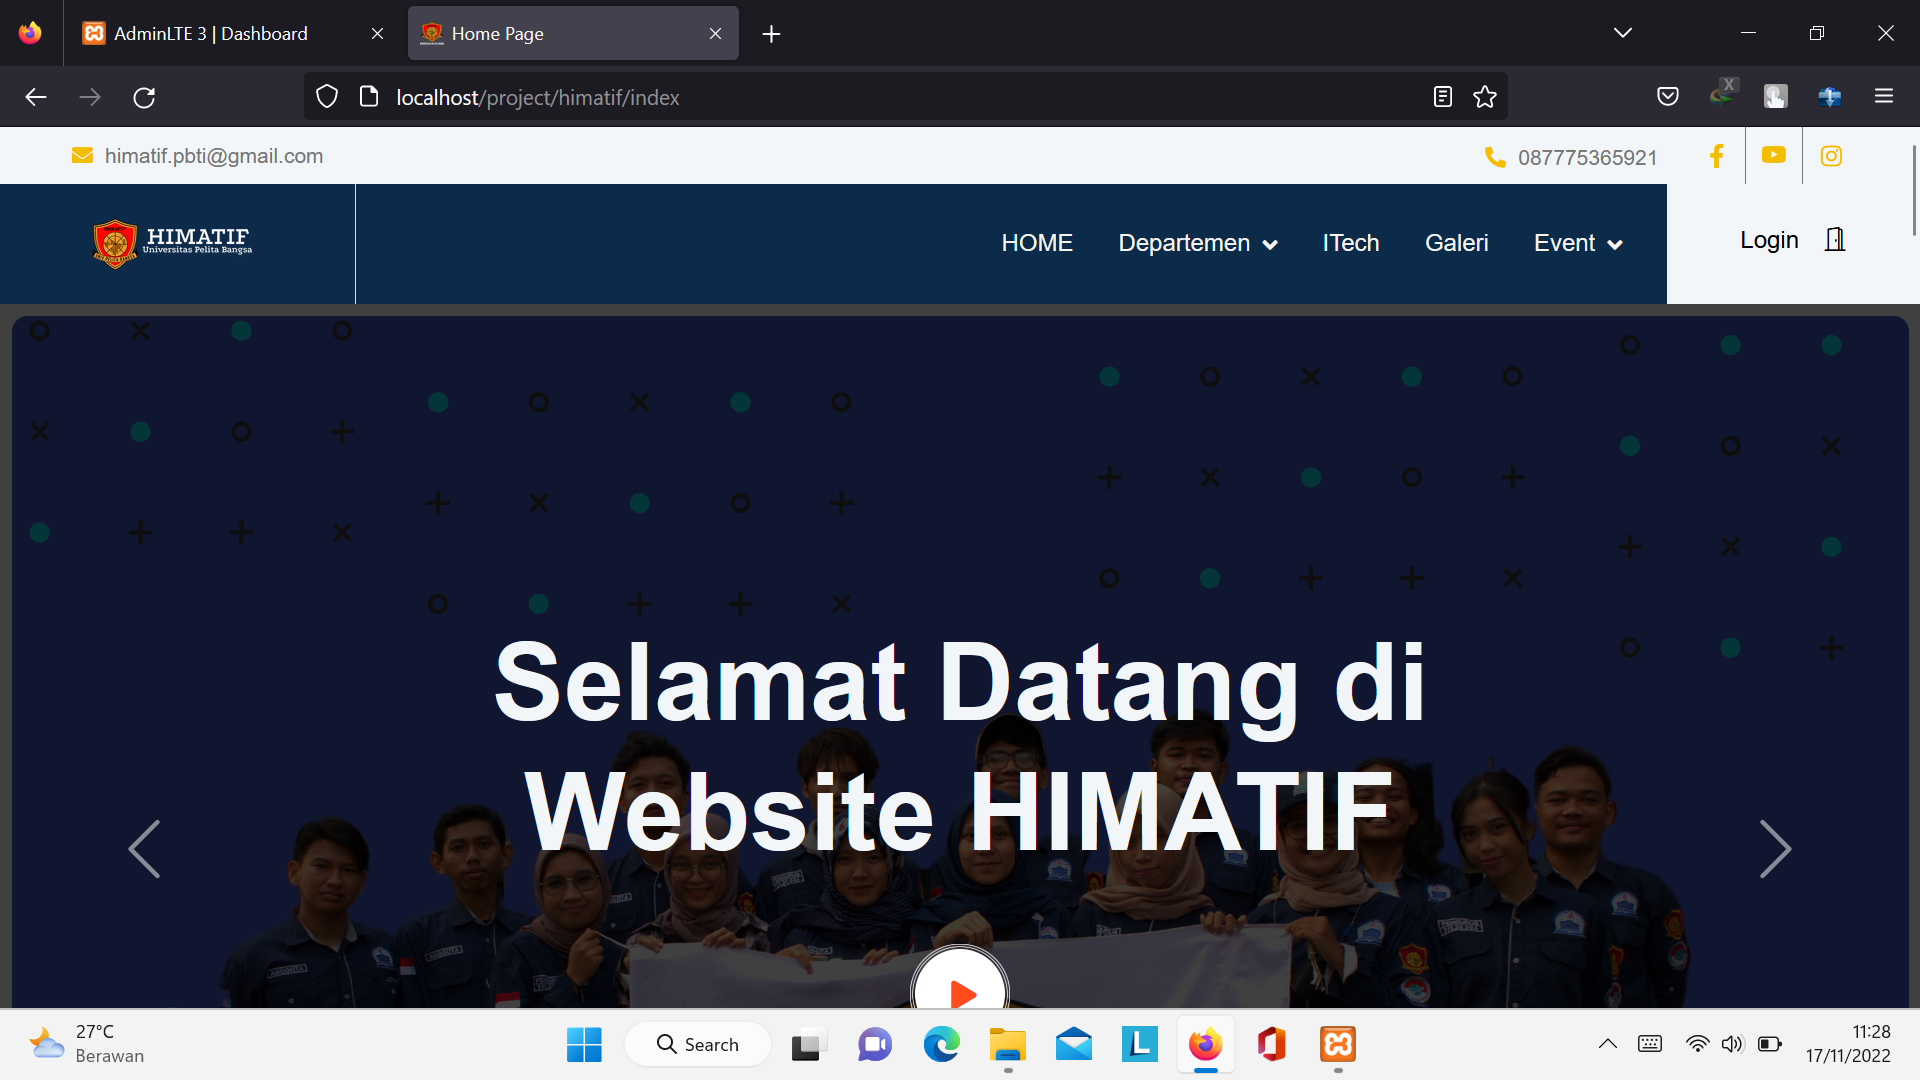 AdminLTE 3 | Dashboard
Home Page
localhost/project/himatif/index
X
himatif.pbti@gmail.com
087775365921
HIMATIF
Universitas Pelita Bangsa
HOME
Departemen
ITech
Galeri
Event
Login
Selamat Datang di
Website HIMATIF
ANGGOTA
27°C
Berawan
Search
L
11:28
17/11/2022